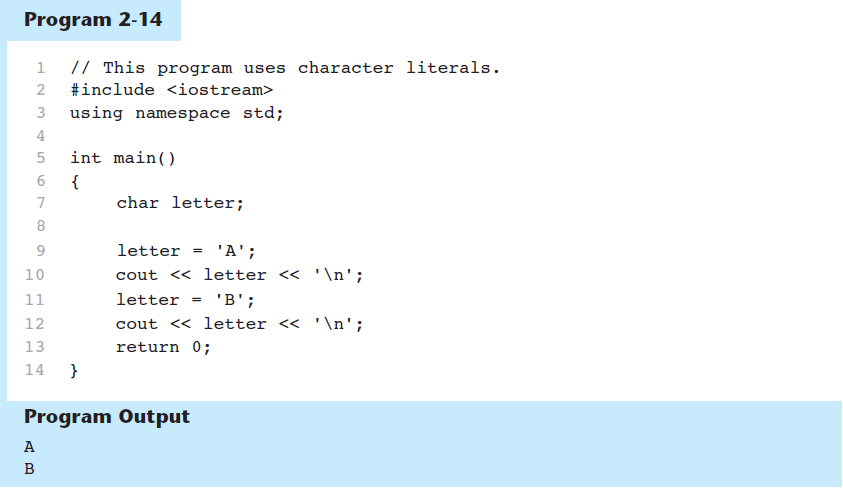 Program 2-14
1 // This program uses character literals.
2 #include <iostream>
3 using namespace std;
4
5 int main()
6 {
7 char letter;
8
9 letter = 'A';
10 cout << letter << '\n';
11 letter = 'B';
12 cout << letter << '\n';
13 return 0;
14 }
Program Output
A
B